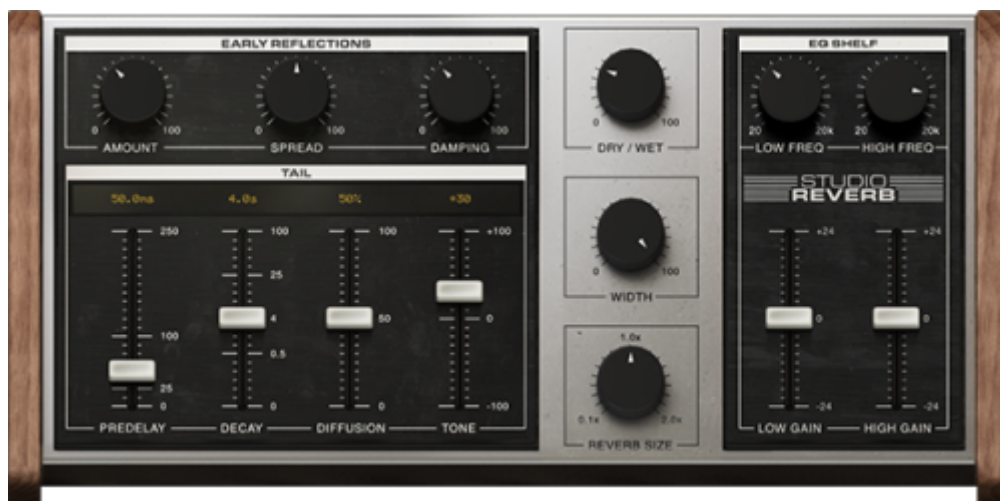 EARLY REFLECTIONS
0 100
0 100
0 100
AMOUNT
SPREAD
DAMPING
TAIL
50.0ms 4.0s 50% +30
250
100
25
0
PREDELAY
100
25
4
0.5
0
DECAY
100
50
0
DIFFUSION
+100
0
-100
TONE
0 100
DRY / WET
0 100
WIDTH
1.0x
0.1x 2.0x
REVERB SIZE
EQ SHELF
20 20k
20 20k
LOW FREQ
HIGH FREQ
STUDIO
REVERB
+24
0
-24
LOW GAIN
+24
0
-24
HIGH GAIN